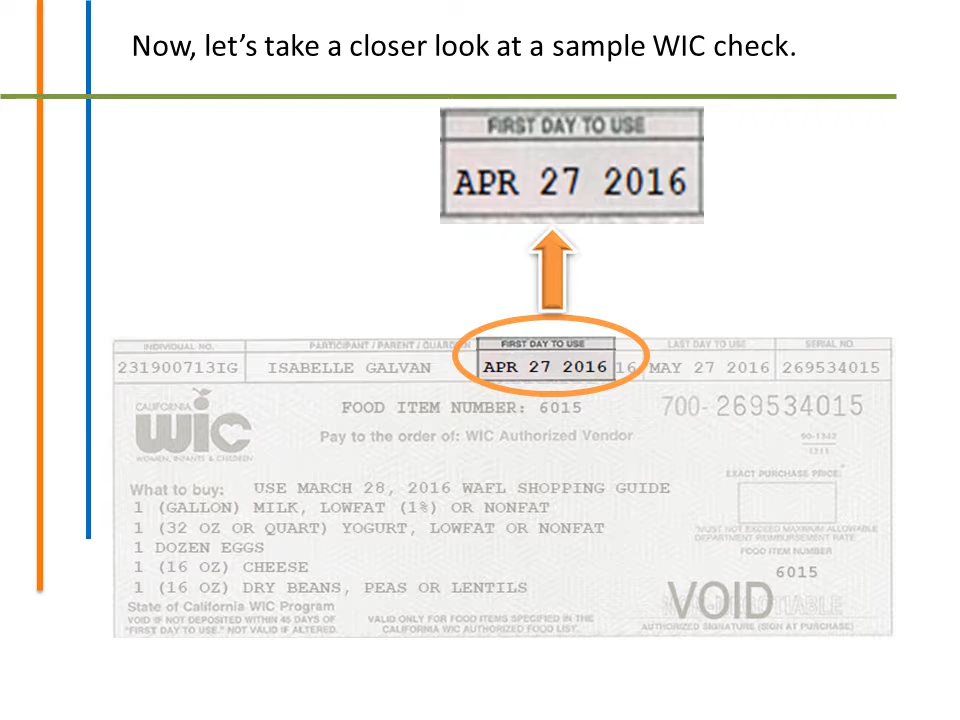 Now, let's take a closer look at a sample WIC check.
FIRST DAY TO USE
APR 27 2016
INDIVIDUAL NO. PARTICIPANT / PARENT / GUARDIAN FIRST DAY TO USE LAST DAY TO USE SERIAL NO.
231900713IG ISABELLE GALVAN APR 27 2016 16 MAY 27 2016 269534015
CALIFORNIA
WIC
WOMEN, INFANTS & CHILDREN
FOOD ITEM NUMBER: 6015
700-269534015
Pay to the order of: WIC Authorized Vendor
90-1342
1211
EXACT PURCHASE PRICE*
What to buy: USE MARCH 28, 2016 WAFL SHOPPING GUIDE
1 (GALLON) MILK, LOWFAT (1%) OR NONFAT
1 (32 OZ OR QUART) YOGURT, LOWFAT OR NONFAT
1 DOZEN EGGS
1 (16 OZ) CHEESE
1 (16 OZ) DRY BEANS, PEAS OR LENTILS
*MUST NOT EXCEED MAXIMUM ALLOWABLE
DEPARTMENT REIMBURSEMENT RATE
FOOD ITEM NUMBER
6015
State of California WIC Program
VOID IF NOT DEPOSITED WITHIN 45 DAYS OF
"FIRST DAY TO USE." NOT VALID IF ALTERED.
VALID ONLY FOR FOOD ITEMS SPECIFIED IN THE
CALIFORNIA WIC AUTHORIZED FOOD LIST.
VOID
NON-NEGOTIABLE
AUTHORIZED SIGNATURE (SIGN AT PURCHASE)